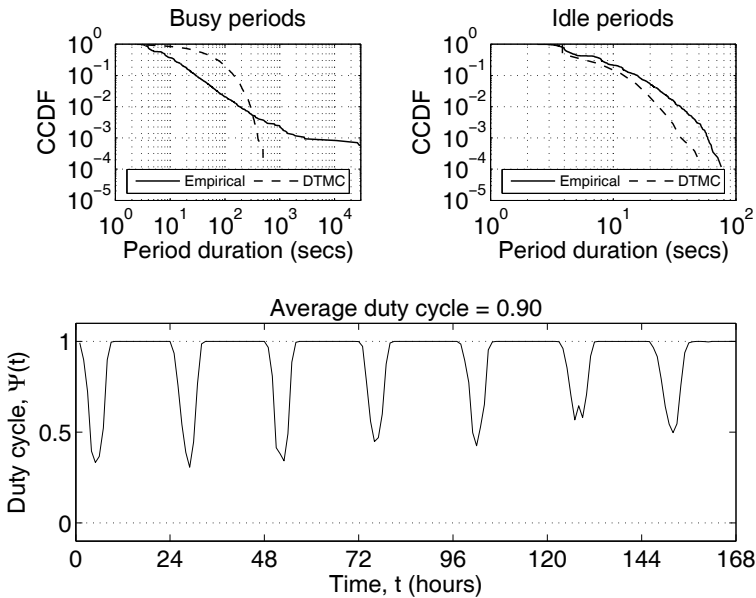 Busy periods
CCDF
10^0
10^-1
10^-2
10^-3
10^-4
10^-5
Empirical DTMC
10^0 10^1 10^2 10^3 10^4
Period duration (secs)
Idle periods
CCDF
10^0
10^-1
10^-2
10^-3
10^-4
10^-5
Empirical DTMC
10^0 10^1 10^2
Period duration (secs)
Average duty cycle = 0.90
Duty cycle, Ψ(t)
1
0.5
0
0 24 48 72 96 120 144 168
Time, t (hours)